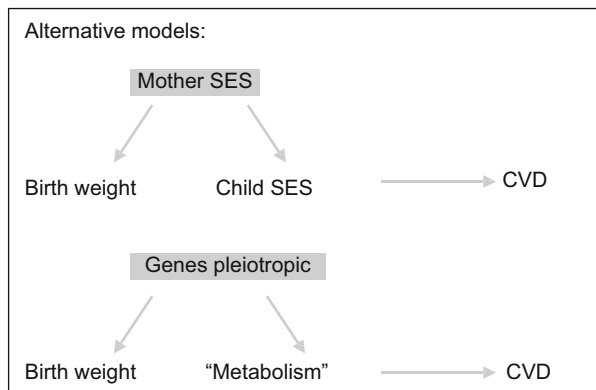 Alternative models:
Mother SES
Birth weight Child SES CVD
Genes pleiotropic
Birth weight “Metabolism” CVD